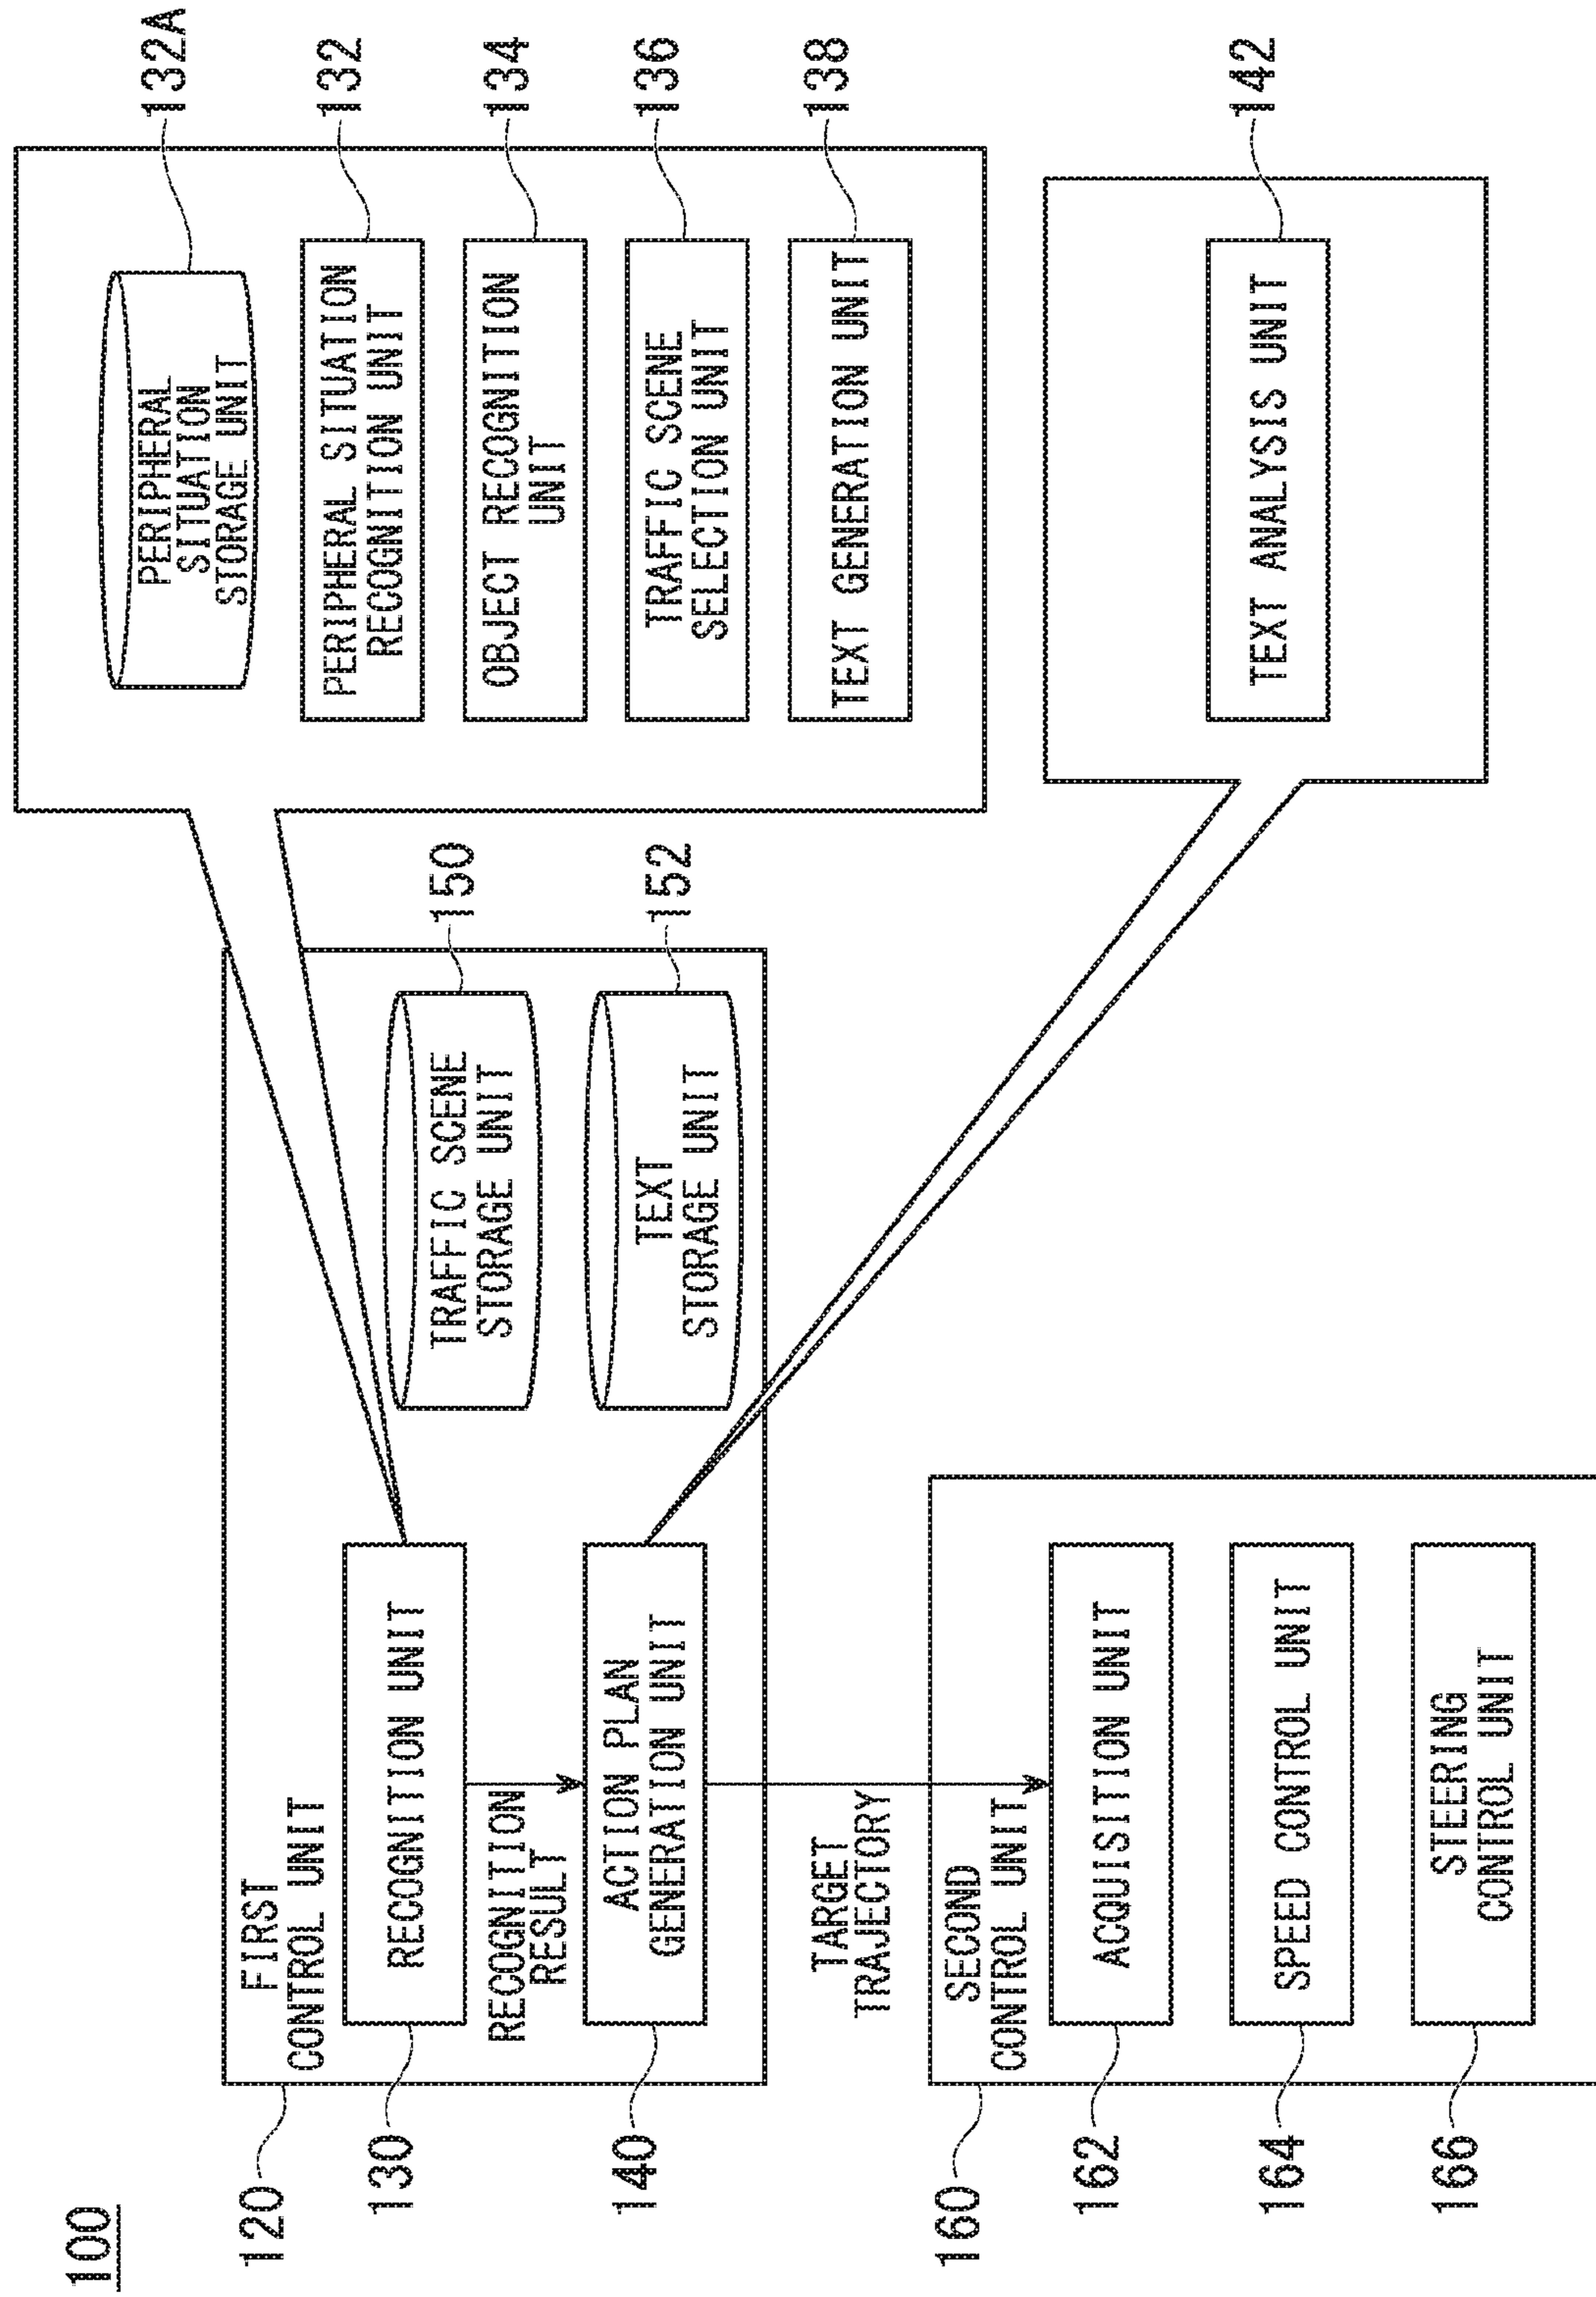 100
120
FIRST
CONTROL UNIT
130
RECOGNITION UNIT
RECOGNITION
RESULT
140
ACTION PLAN
GENERATION UNIT
150
TRAFFIC SCENE
STORAGE UNIT
152
TEXT
STORAGE UNIT
132A
PERIPHERAL
SITUATION
STORAGE UNIT
132
PERIPHERAL SITUATION
RECOGNITION UNIT
134
OBJECT RECOGNITION
UNIT
136
TRAFFIC SCENE
SELECTION UNIT
138
TEXT GENERATION UNIT
142
TEXT ANALYSIS UNIT
TARGET
TRAJECTORY
160
SECOND
CONTROL UNIT
162
ACQUISITION UNIT
164
SPEED CONTROL UNIT
166
STEERING
CONTROL UNIT